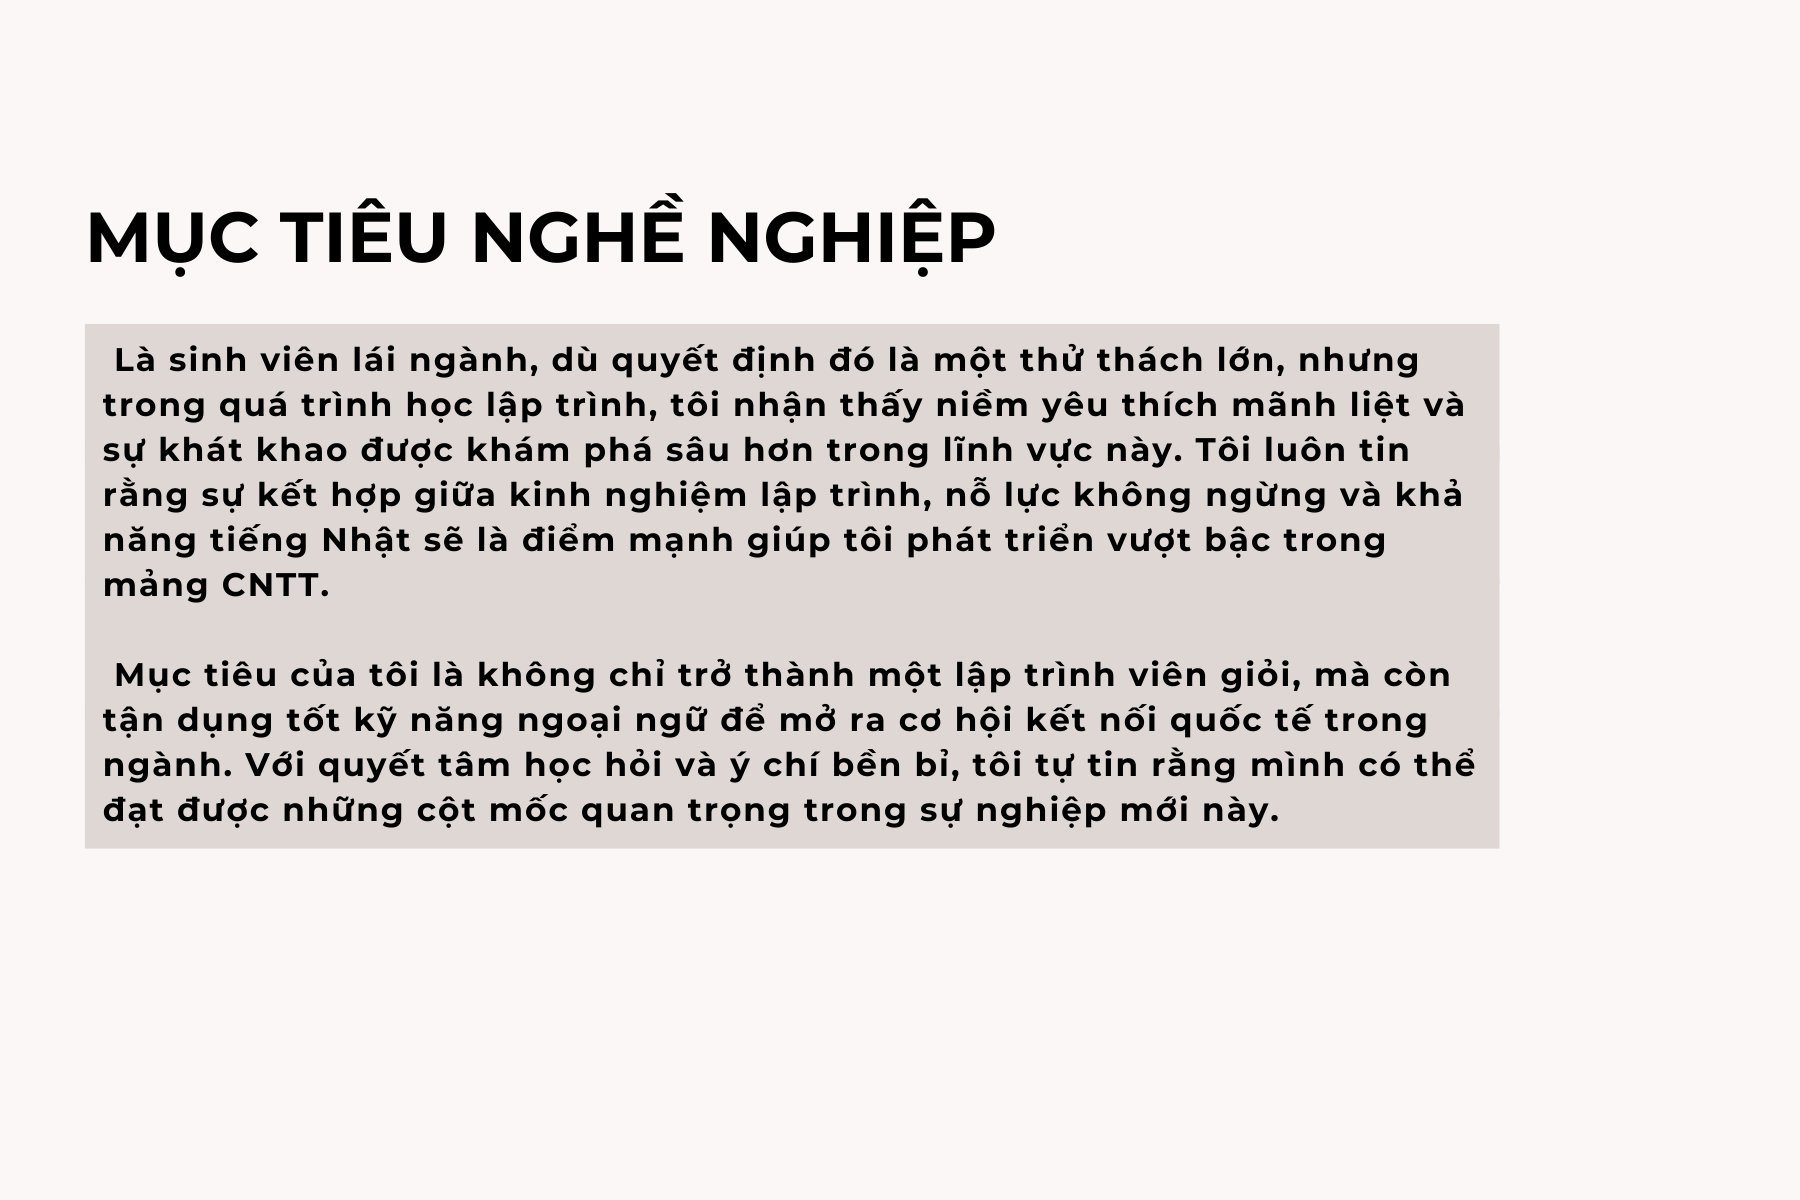 MỤC TIÊU NGHỀ NGHIỆP
Là sinh viên lái ngành, dù quyết định đó là một thử thách lớn, nhưng
trong quá trình học lập trình, tôi nhận thấy niềm yêu thích mãnh liệt và
sự khát khao được khám phá sâu hơn trong lĩnh vực này. Tôi luôn tin
rằng sự kết hợp giữa kinh nghiệm lập trình, nỗ lực không ngừng và khả
năng tiếng Nhật sẽ là điểm mạnh giúp tôi phát triển vượt bậc trong
mảng CNTT.
Mục tiêu của tôi là không chỉ trở thành một lập trình viên giỏi, mà còn
tận dụng tốt kỹ năng ngoại ngữ để mở ra cơ hội kết nối quốc tế trong
ngành. Với quyết tâm học hỏi và ý chí bền bỉ, tôi tự tin rằng mình có thể
đạt được những cột mốc quan trọng trong sự nghiệp mới này.